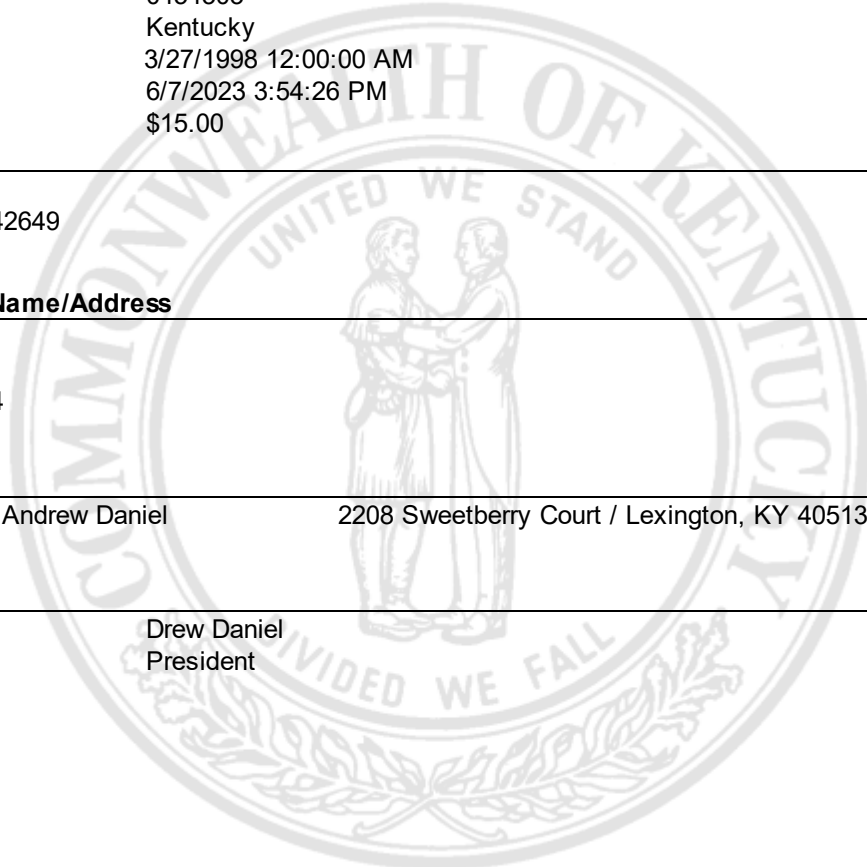 Kentucky
3/27/1998 12:00:00 AM
6/7/2023 3:54:26 PM
$15.00
42649
Name/Address
4
Andrew Daniel 2208 Sweetberry Court / Lexington, KY 40513
Drew Daniel
President
COMMONWEALTH OF KENTUCKY
UNITED WE STAND
DIVIDED WE FALL